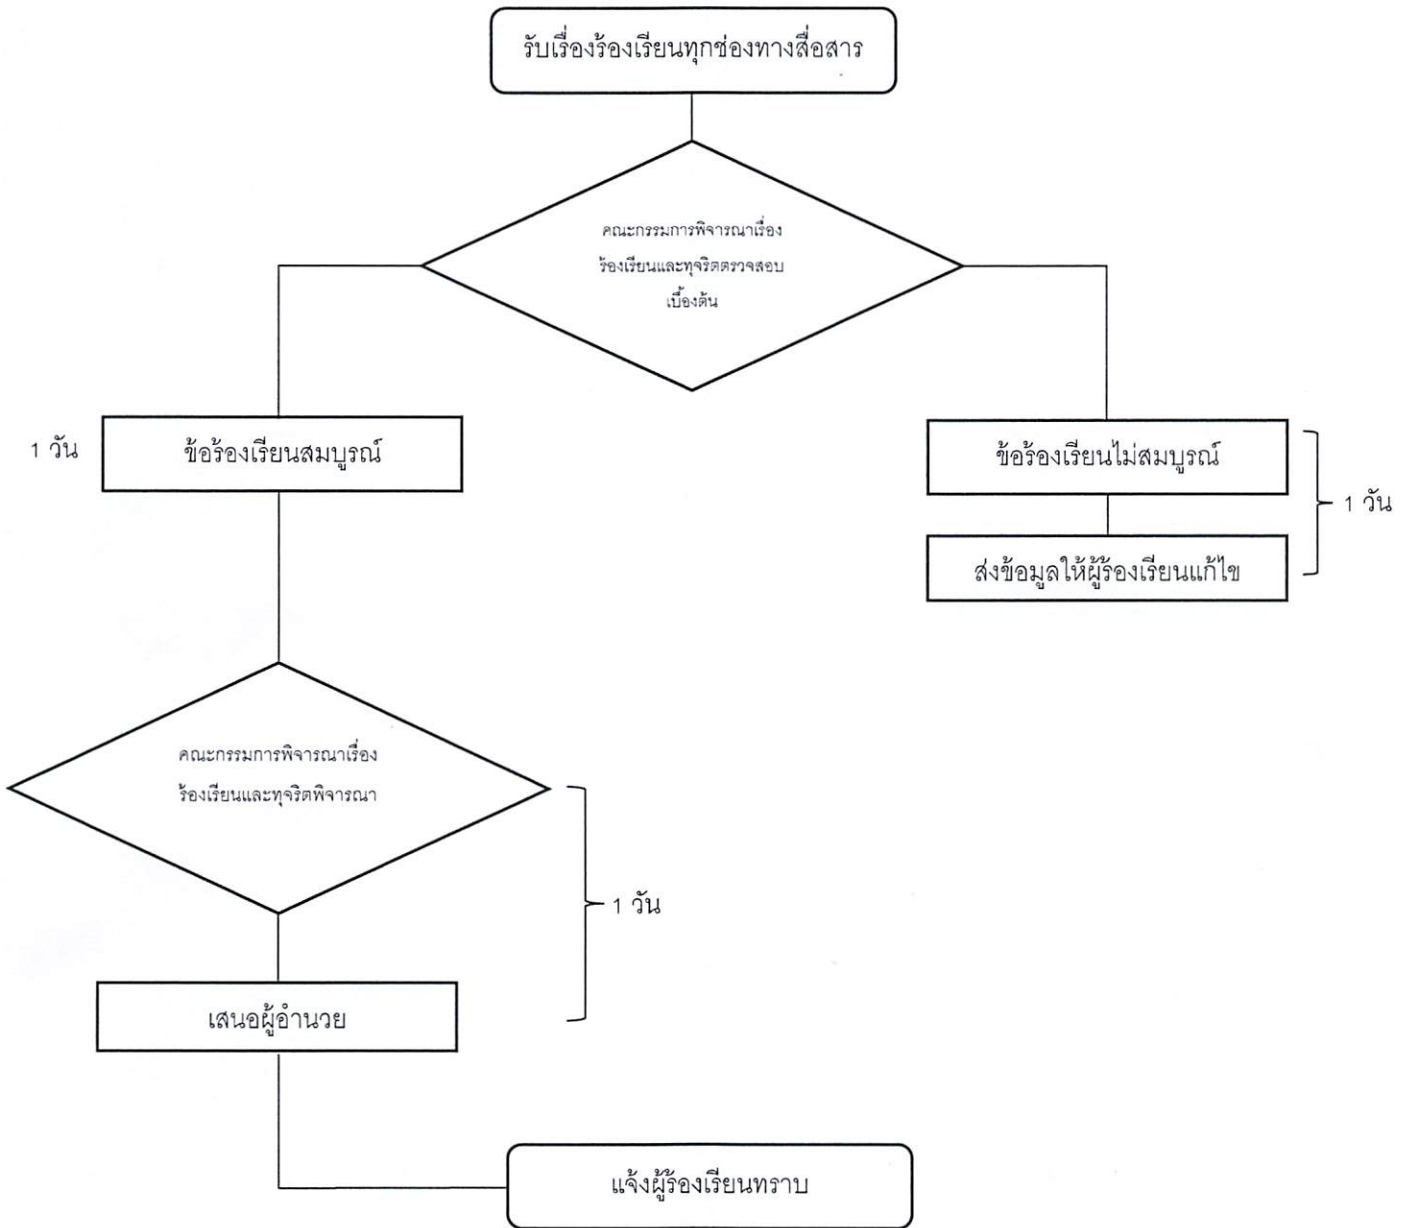 รับเรื่องร้องเรียนทุกช่องทางสื่อสาร
คณะกรรมการพิจารณาเรื่อง
ร้องเรียนและทุจริตตรวจสอบ
เบื้องต้น
1 วัน
ข้อร้องเรียนสมบูรณ์
ข้อร้องเรียนไม่สมบูรณ์
1 วัน
ส่งข้อมูลให้ผู้ร้องเรียนแก้ไข
คณะกรรมการพิจารณาเรื่อง
ร้องเรียนและทุจริตพิจารณา
1 วัน
เสนอผู้อำนวย
แจ้งผู้ร้องเรียนทราบ